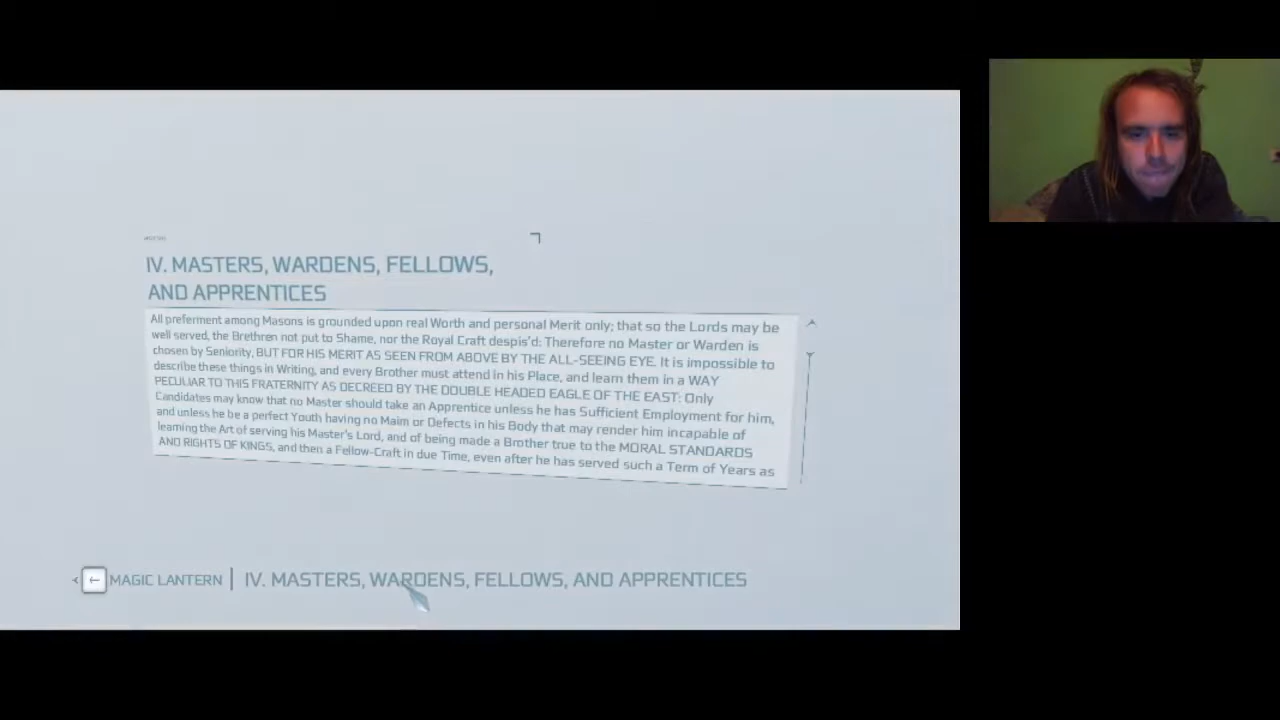 IV. MASTERS, WARDENS, FELLOWS,
AND APPRENTICES
All preferment among Masons is grounded upon real Worth and personal Merit only; that so the Lords may be
well served, the Brethren not put to Shame, nor the Royal Craft despis'd: Therefore no Master or Warden is
chosen by Seniority, BUT FOR HIS MERIT AS SEEN FROM ABOVE BY THE ALL-SEEING EYE. It is impossible to
describe these things in Writing, and every Brother must attend in his Place, and learn them in a WAY
PECULIAR TO THIS FRATERNITY AS DECREED BY THE DOUBLE HEADED EAGLE OF THE EAST: Only
Candidates may know that no Master should take an Apprentice unless he has Sufficient Employment for him,
and unless he be a perfect Youth having no Maim or Defects in his Body that may render him incapable of
learning the Art of serving his Master's Lord, and of being made a Brother true to the MORAL STANDARDS
AND RIGHTS OF KINGS, and then a Fellow-Craft in due Time, even after he has served such a Term of Years as
MAGIC LANTERN | IV. MASTERS, WARDENS, FELLOWS, AND APPRENTICES